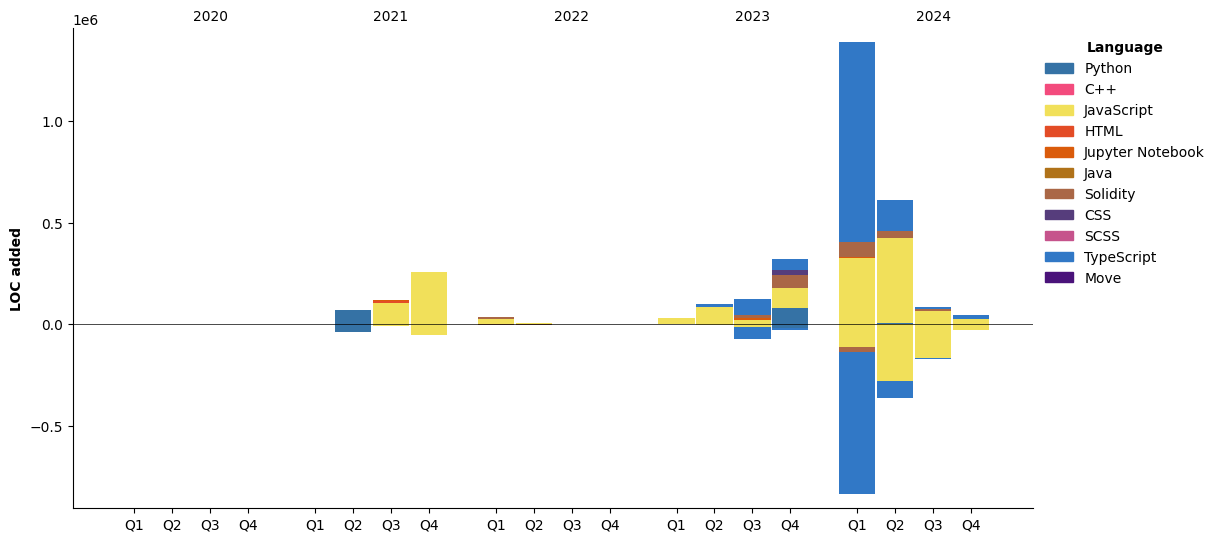 1e6
2020 2021 2022 2023 2024
LOC added
1.0
0.5
0.0
−0.5
Q1 Q2 Q3 Q4 Q1 Q2 Q3 Q4 Q1 Q2 Q3 Q4 Q1 Q2 Q3 Q4 Q1 Q2 Q3 Q4
Language
Python
C++
JavaScript
HTML
Jupyter Notebook
Java
Solidity
CSS
SCSS
TypeScript
Move